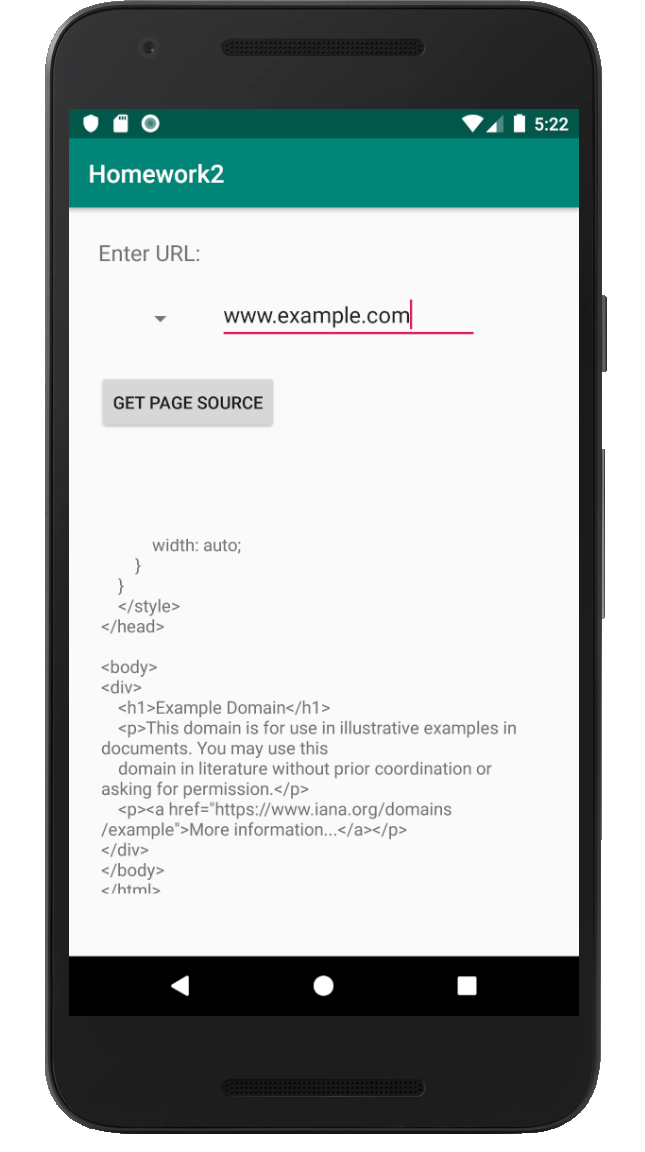 5:22
Homework2
Enter URL:
www.example.com
GET PAGE SOURCE
width: auto;
}
}
</style>
</head>
<body>
<div>
<h1>Example Domain</h1>
<p>This domain is for use in illustrative examples in
documents. You may use this
domain in literature without prior coordination or
asking for permission.</p>
<p><a href="https://www.iana.org/domains
/example">More information...</a></p>
</div>
</body>
</html>